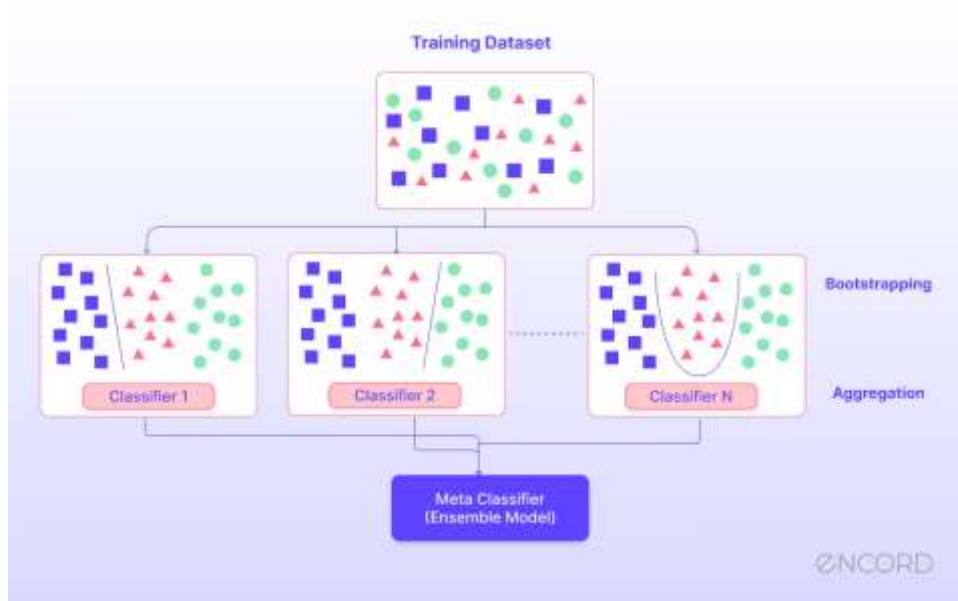 Training Dataset
Bootstrapping
Classifier 1
Classifier 2
Classifier N
Aggregation
Meta Classifier
(Ensemble Model)
ENCORD